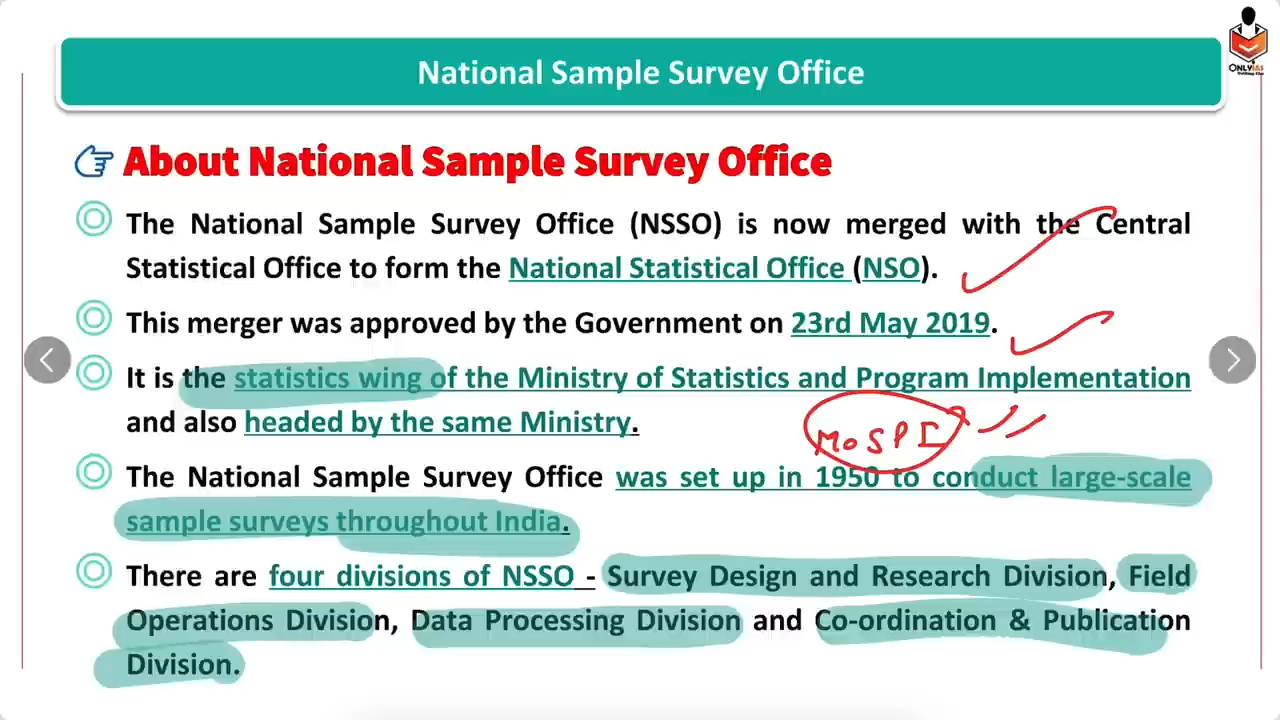 National Sample Survey Office
ONLYIAS
About National Sample Survey Office
The National Sample Survey Office (NSSO) is now merged with the Central
Statistical Office to form the National Statistical Office (NSO).
This merger was approved by the Government on 23rd May 2019.
It is the statistics wing of the Ministry of Statistics and Program Implementation
and also headed by the same Ministry.
MoSPI
The National Sample Survey Office was set up in 1950 to conduct large-scale
sample surveys throughout India.
There are four divisions of NSSO - Survey Design and Research Division, Field
Operations Division, Data Processing Division and Co-ordination & Publication
Division.